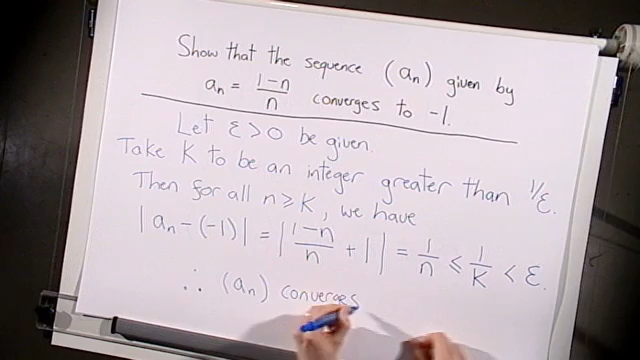 Show that the sequence (an) given by
an = 1-n/n converges to -1.
Let ε>0 be given.
Take K to be an integer greater than 1/ε.
Then for all n≥K, we have
|an-(-1)| = |1-n/n + 1| = 1/n ≤ 1/K < ε.
∴ (an) converges